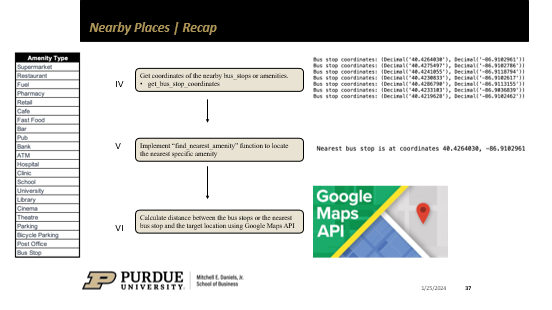 Nearby Places | Recap
Amenity Type
Supermarket
Restaurant
Fuel
Pharmacy
Retail
Cafe
Fast Food
Bar
Pub
Bank
ATM
Hospital
Clinic
School
University
Library
Cinema
Theatre
Parking
Bicycle Parking
Post Office
Bus Stop
IV
Get coordinates of the nearby bus_stops or amenities.
• get_bus_stop_coordinates
V
Implement “find_nearest_amenity” function to locate
the nearest specific amenity
VI
Calculate distance between the bus stops or the nearest
bus stop and the target location using Google Maps API
Bus stop coordinates: (Decimal('40.4264030'), Decimal('-86.9102961'))
Bus stop coordinates: (Decimal('40.4275497'), Decimal('-86.9102786'))
Bus stop coordinates: (Decimal('40.4241055'), Decimal('-86.9118794'))
Bus stop coordinates: (Decimal('40.4230833'), Decimal('-86.9102617'))
Bus stop coordinates: (Decimal('40.4286790'), Decimal('-86.9113155'))
Bus stop coordinates: (Decimal('40.4233103'), Decimal('-86.9036839'))
Bus stop coordinates: (Decimal('40.4219620'), Decimal('-86.9102462'))
Nearest bus stop is at coordinates 40.4264030, -86.9102961
Google
Maps
API
PURDUE
UNIVERSITY®
Mitchell E. Daniels, Jr.
School of Business
1/25/2024
37